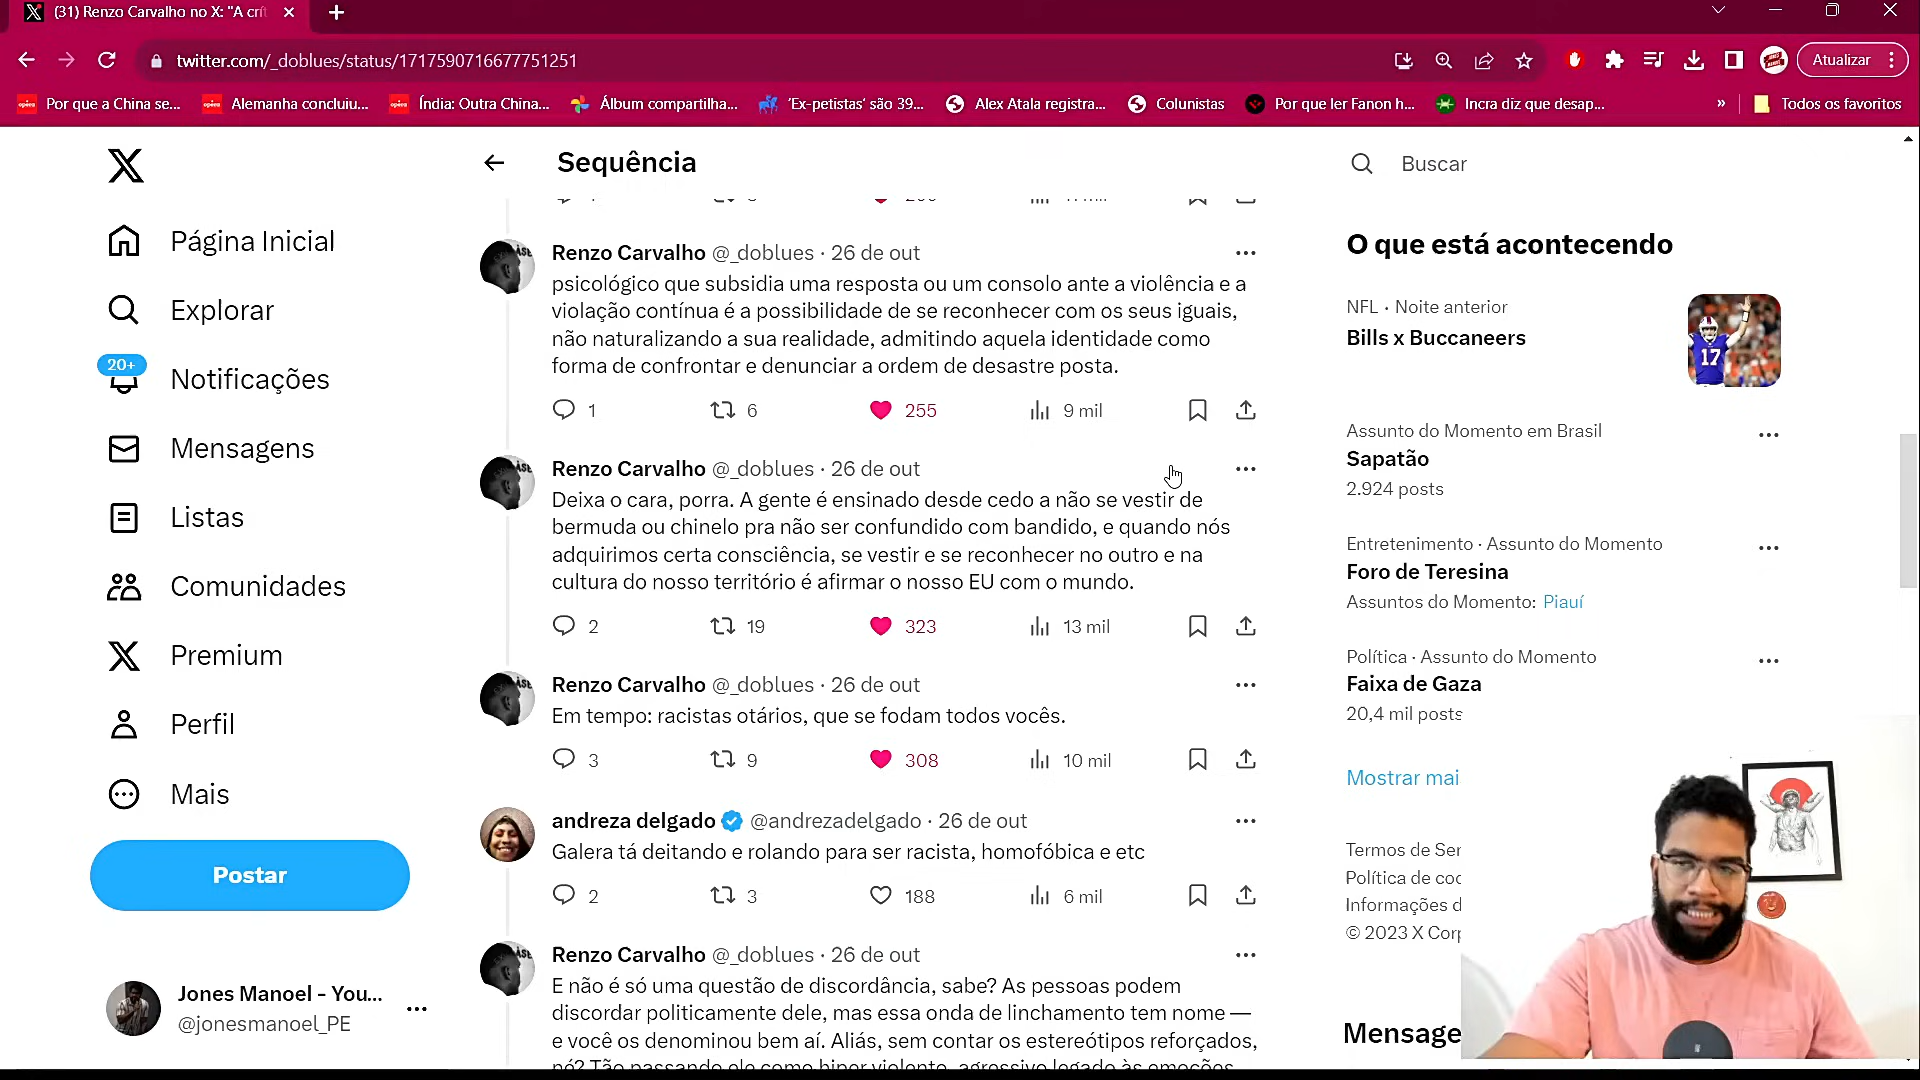 (31) Renzo Carvalho no X: "A crít
twitter.com/_doblues/status/1717590716677751251
Atualizar
Por que a China se...
Alemanha concluiu...
Índia: Outra China...
Álbum compartilha...
'Ex-petistas' são 39...
Alex Atala registra...
Colunistas
Por que ler Fanon h...
Incra diz que desap...
»
Todos os favoritos
Página Inicial
Explorar
20+
Notificações
Mensagens
Listas
Comunidades
Premium
Perfil
Mais
Postar
Jones Manoel - You...
@jonesmanoel_PE
Sequência
Renzo Carvalho @_doblues · 26 de out
psicológico que subsidia uma resposta ou um consolo ante a violência e a
violação contínua é a possibilidade de se reconhecer com os seus iguais,
não naturalizando a sua realidade, admitindo aquela identidade como
forma de confrontar e denunciar a ordem de desastre posta.
1 6 255 9 mil
Renzo Carvalho @_doblues · 26 de out
Deixa o cara, porra. A gente é ensinado desde cedo a não se vestir de
bermuda ou chinelo pra não ser confundido com bandido, e quando nós
adquirimos certa consciência, se vestir e se reconhecer no outro e na
cultura do nosso território é afirmar o nosso EU com o mundo.
2 19 323 13 mil
Renzo Carvalho @_doblues · 26 de out
Em tempo: racistas otários, que se fodam todos vocês.
3 9 308 10 mil
andreza delgado @andrezadelgado · 26 de out
Galera tá deitando e rolando para ser racista, homofóbica e etc
2 3 188 6 mil
Renzo Carvalho @_doblues · 26 de out
E não é só uma questão de discordância, sabe? As pessoas podem
discordar politicamente dele, mas essa onda de linchamento tem nome —
e você os denominou bem aí. Aliás, sem contar os estereótipos reforçados,
né? Tão passando ele como hiper violento, agressivo legado às emoções
Buscar
O que está acontecendo
NFL · Noite anterior
Bills x Buccaneers
17
Assunto do Momento em Brasil
Sapatão
2.924 posts
Entretenimento · Assunto do Momento
Foro de Teresina
Assuntos do Momento: Piauí
Política · Assunto do Momento
Faixa de Gaza
20,4 mil posts
Mostrar mai
Termos de Ser
Política de coo
Informações d
© 2023 X Corp
Mensage